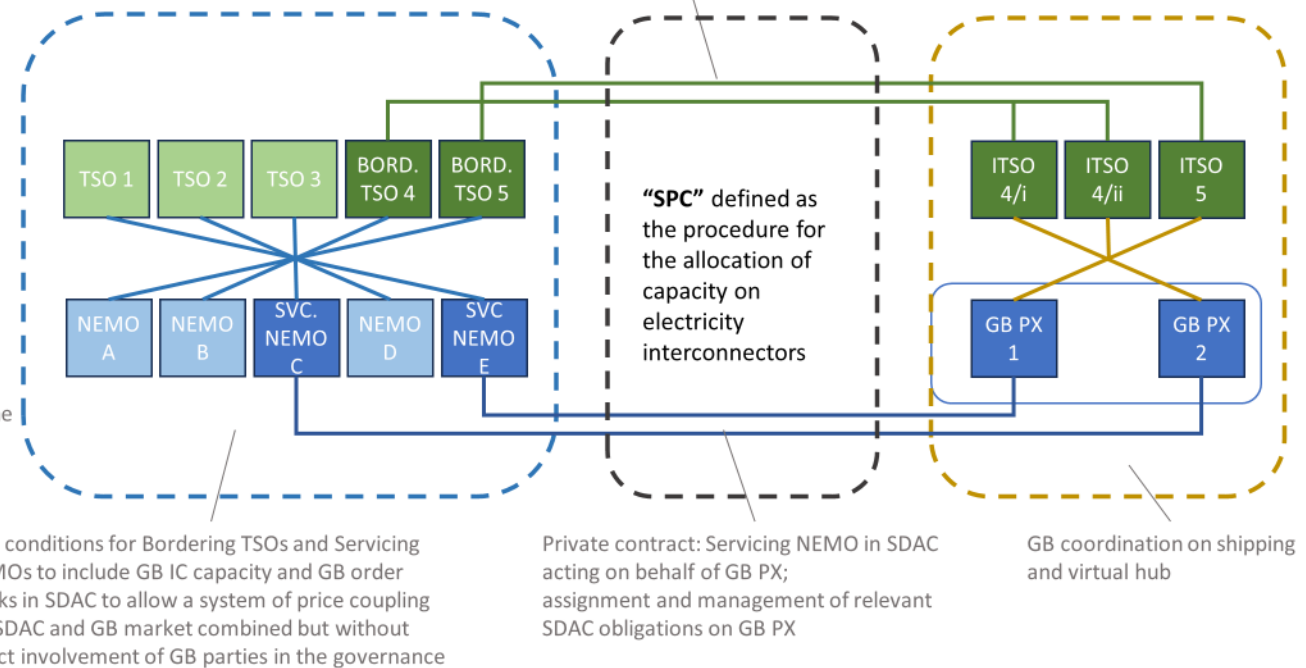 TSO 1
TSO 2
TSO 3
BORD.
TSO 4
BORD.
TSO 5
ITSO
4/i
ITSO
4/ii
ITSO
5
“SPC” defined as
the procedure for
the allocation of
capacity on
electricity
interconnectors
NEMO
A
NEMO
B
SVC.
NEMO
C
NEMO
D
SVC
NEMO
E
GB PX
1
GB PX
2
conditions for Bordering TSOs and Servicing
to include GB IC capacity and GB order
in SDAC to allow a system of price coupling
SDAC and GB market combined but without
involvement of GB parties in the governance
Private contract: Servicing NEMO in SDAC
acting on behalf of GB PX;
assignment and management of relevant
SDAC obligations on GB PX
GB coordination on shipping
and virtual hub